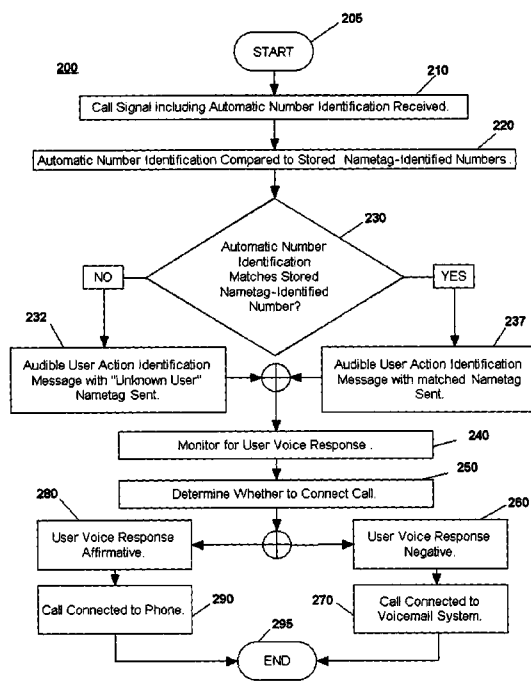 205
START
200
210
Call Signal including Automatic Number Identification Received.
220
Automatic Number Identification Compared to Stored Nametag-Identified Numbers.
230
Automatic Number
Identification
Matches Stored
Nametag-Identified
Number?
NO
YES
232
237
Audible User Action Identification
Message with "Unknown User"
Nametag Sent.
Audible User Action Identification
Message with matched Nametag
Sent.
Monitor for User Voice Response .
240
250
Determine Whether to Connect Call.
280
260
User Voice Response
Affirmative.
User Voice Response
Negative.
Call Connected to Phone.
290
270
Call Connected to
Voicemail System.
295
END